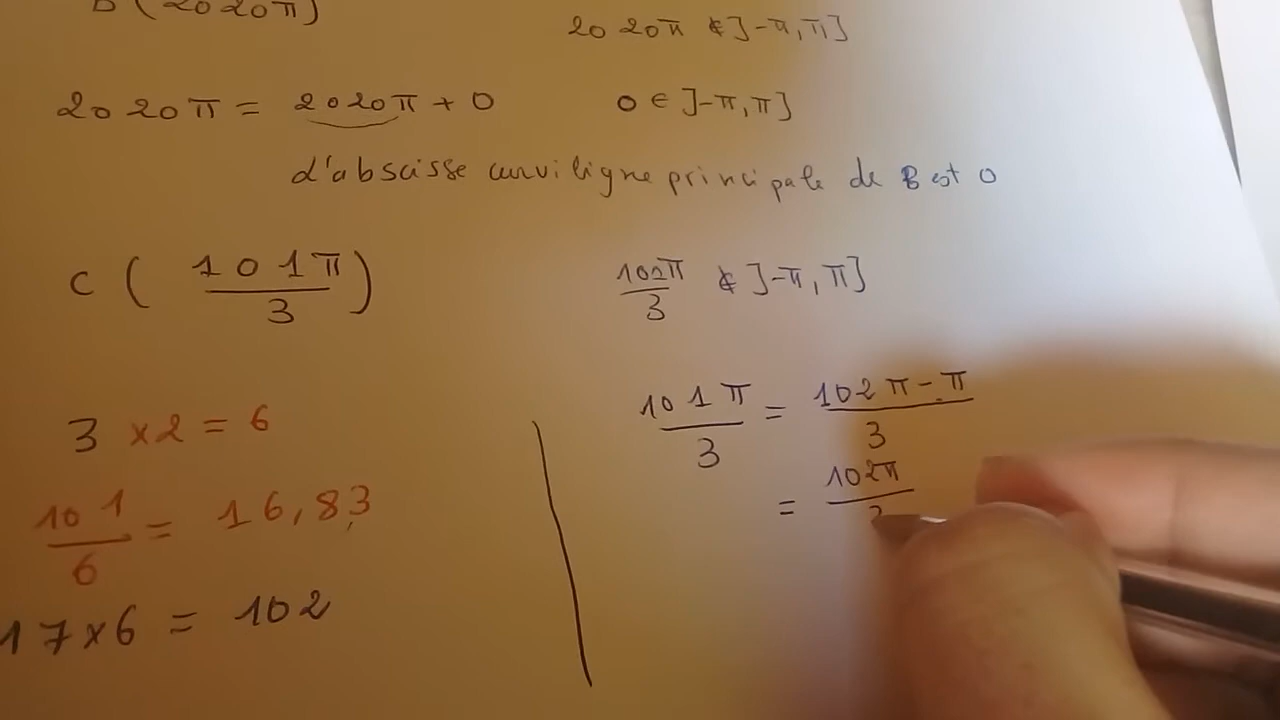 B ( 2020π)
2020π ∉ ]-π, π]
2020π = 2020π + 0
0 ∈ ]-π, π]
d'abscisse curviligne principale de B est 0
C ( 101π/3 )
102π/3 ∉ ]-π, π]
3 × 2 = 6
101/6 = 16,83
17×6 = 102
101π/3 = 102π - π/3
= 102π/3